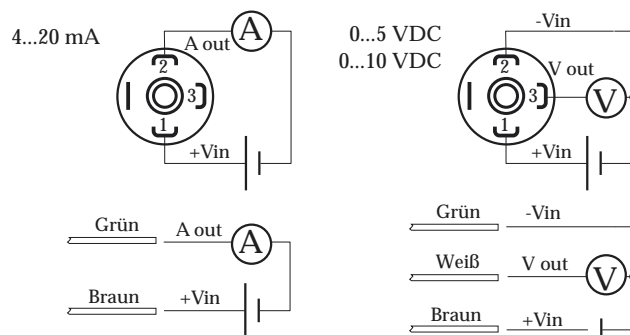 4...20 mA
A out
A
2
3
1
+Vin
0...5 VDC
0...10 VDC
-Vin
2
V out
3
V
1
+Vin
Grün
A out
A
Braun
+Vin
Grün
-Vin
Weiß
V out
V
Braun
+Vin